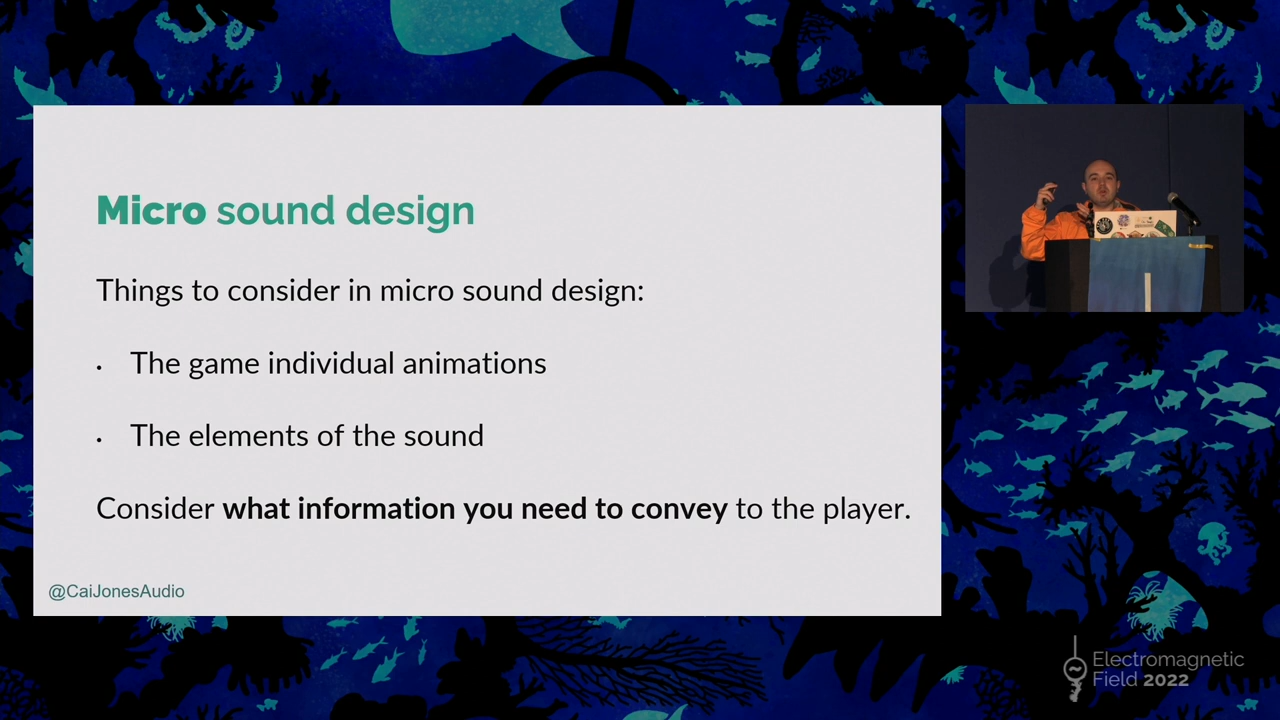 Micro sound design
Things to consider in micro sound design:
• The game individual animations
• The elements of the sound
Consider what information you need to convey to the player.
@CaiJonesAudio
Electromagnetic
Field 2022